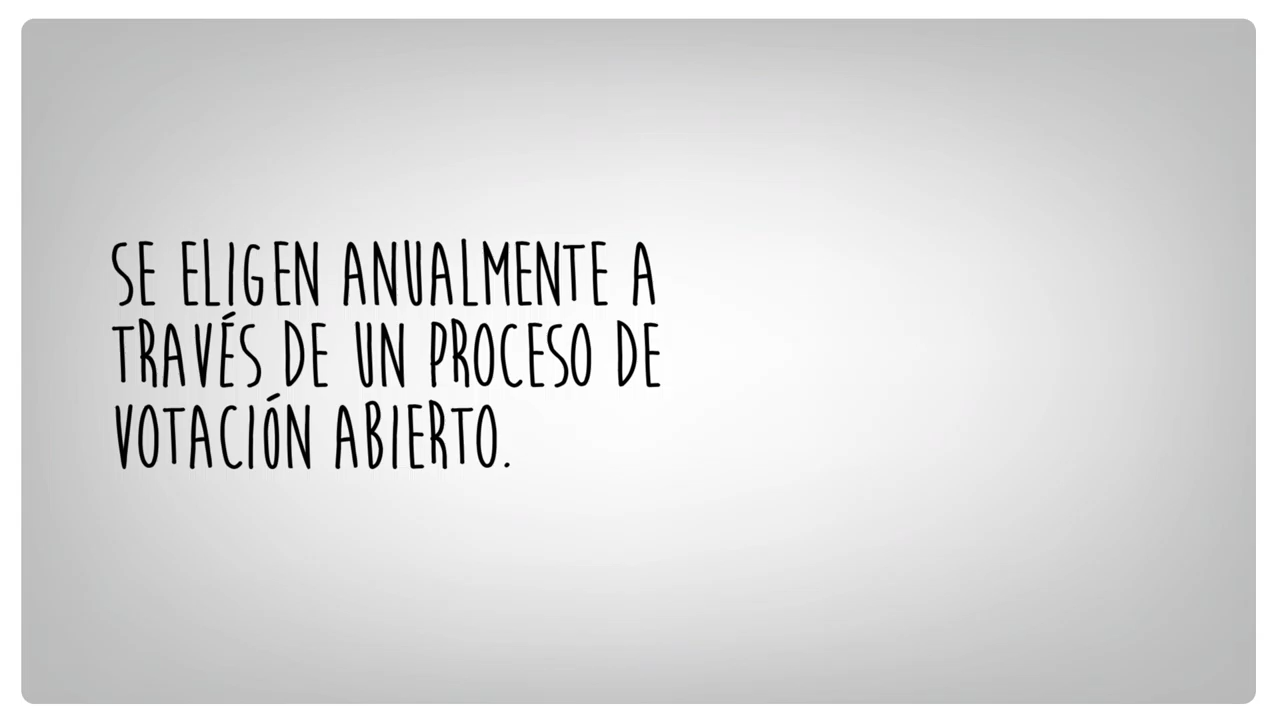 SE ELIGEN ANUALMENTE A
TRAVÉS DE UN PROCESO DE
VOTACIÓN ABIERTO.